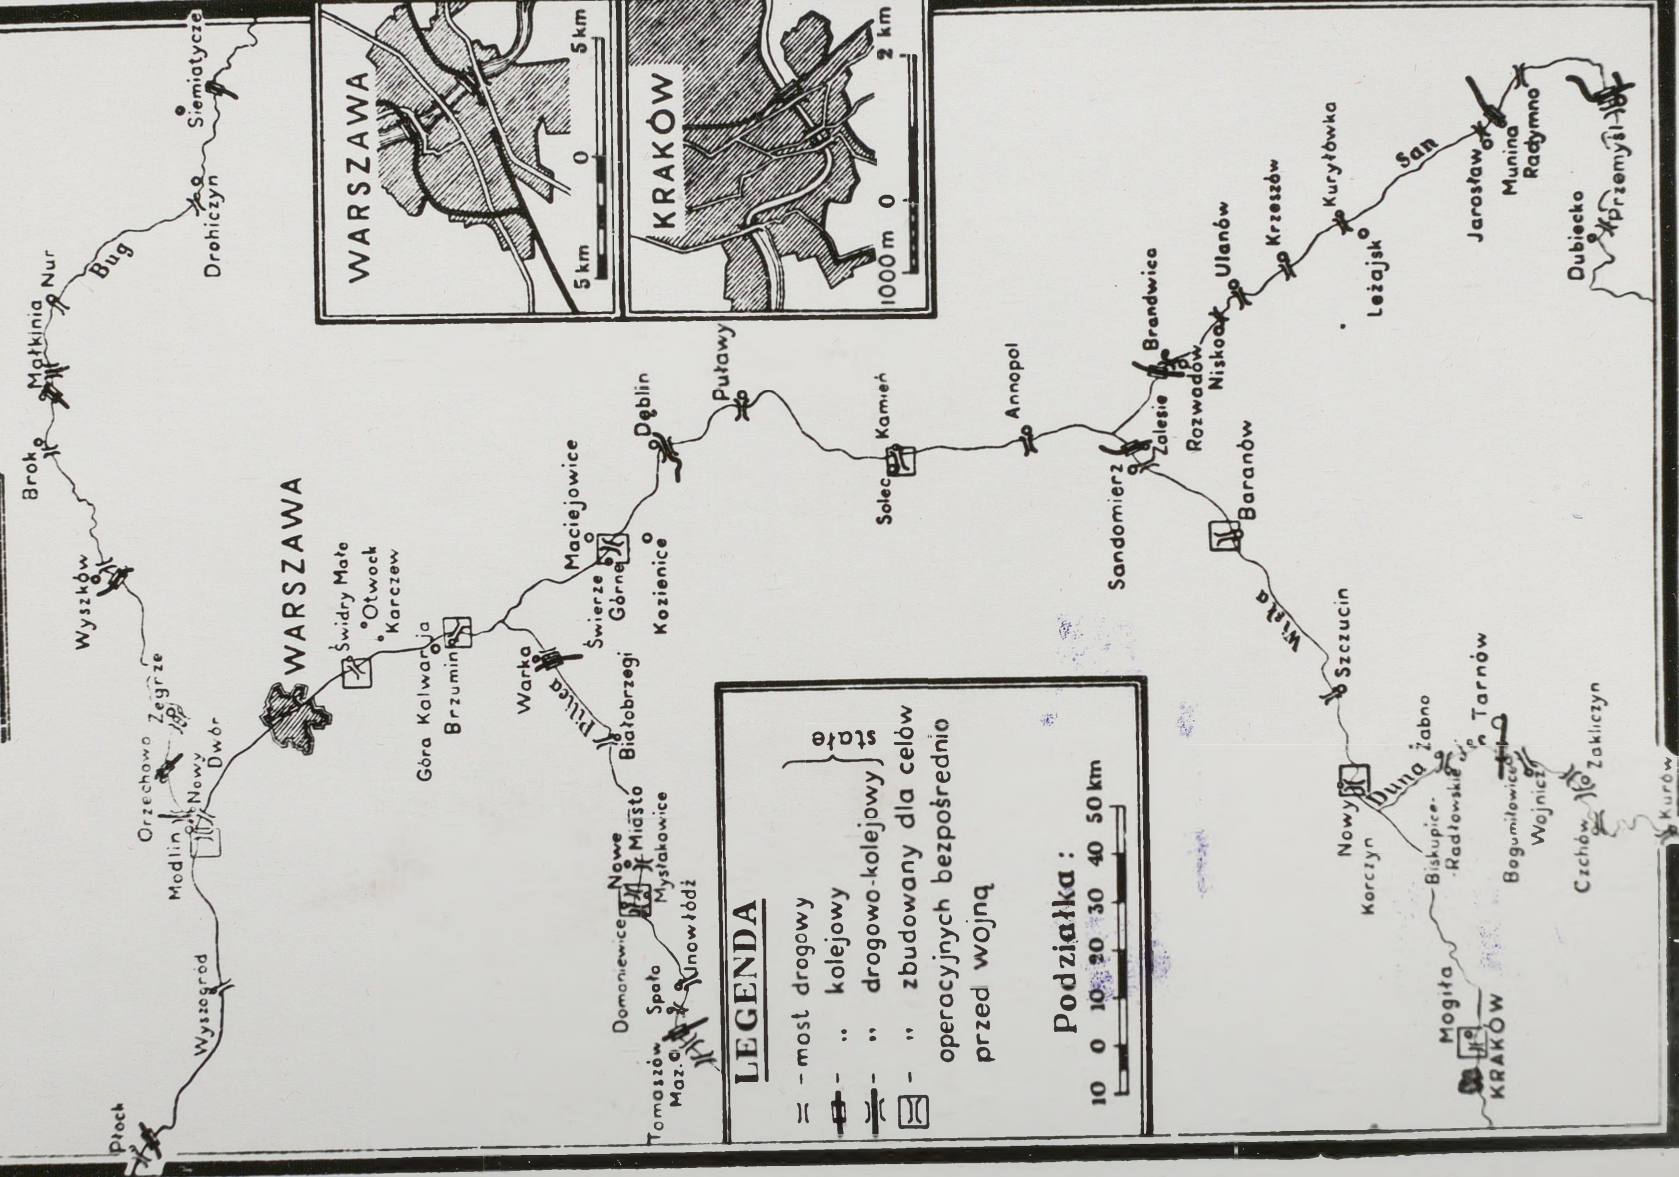 Siemiatycze
Drohiczyn
Bug
Nur
Małkinia
Brok
Wyszków
Zegrze
Orzechowo
Nowy
Dwór
Modlin
Wyszogród
Płock
WARSZAWA
Świdry Małe
Otwock
Karczew
Góra Kalwarja
Brzumin
Maciejowice
Świerże
Górne
Kozienice
Dęblin
Puławy
Warka
Pilica
Białobrzegi
Nowe
Miasto
Mysłakowice
Domaniewice
Inowłódź
Spała
Tomaszów
Maz.
Solec
Kamień
Annopol
Sandomierz
Zalesie
Rozwadów
Brandwica
Nisko
Ulanów
Krzeszów
Kuryłówka
Leżajsk
San
Jarosław
Munina
Radymno
Przemyśl
Dubiecko
Baranów
Wisła
Szczucin
Nowy
Korczyn
Duna
Żabno
Biskupice-
-Radłowskie
Tarnów
Bogumiłowice
Wojnicz
Zakliczyn
Czchów
Kurów
Mogiła
KRAKÓW
WARSZAWA
5 km 0 5 km
KRAKÓW
1000 m 0 2 km
LEGENDA
- most drogowy
- „ kolejowy
- „ drogowo-kolejowy
stałe
- „ zbudowany dla celów
operacyjnych bezpośrednio
przed wojną
Podziałka :
10 0 10 20 30 40 50 km